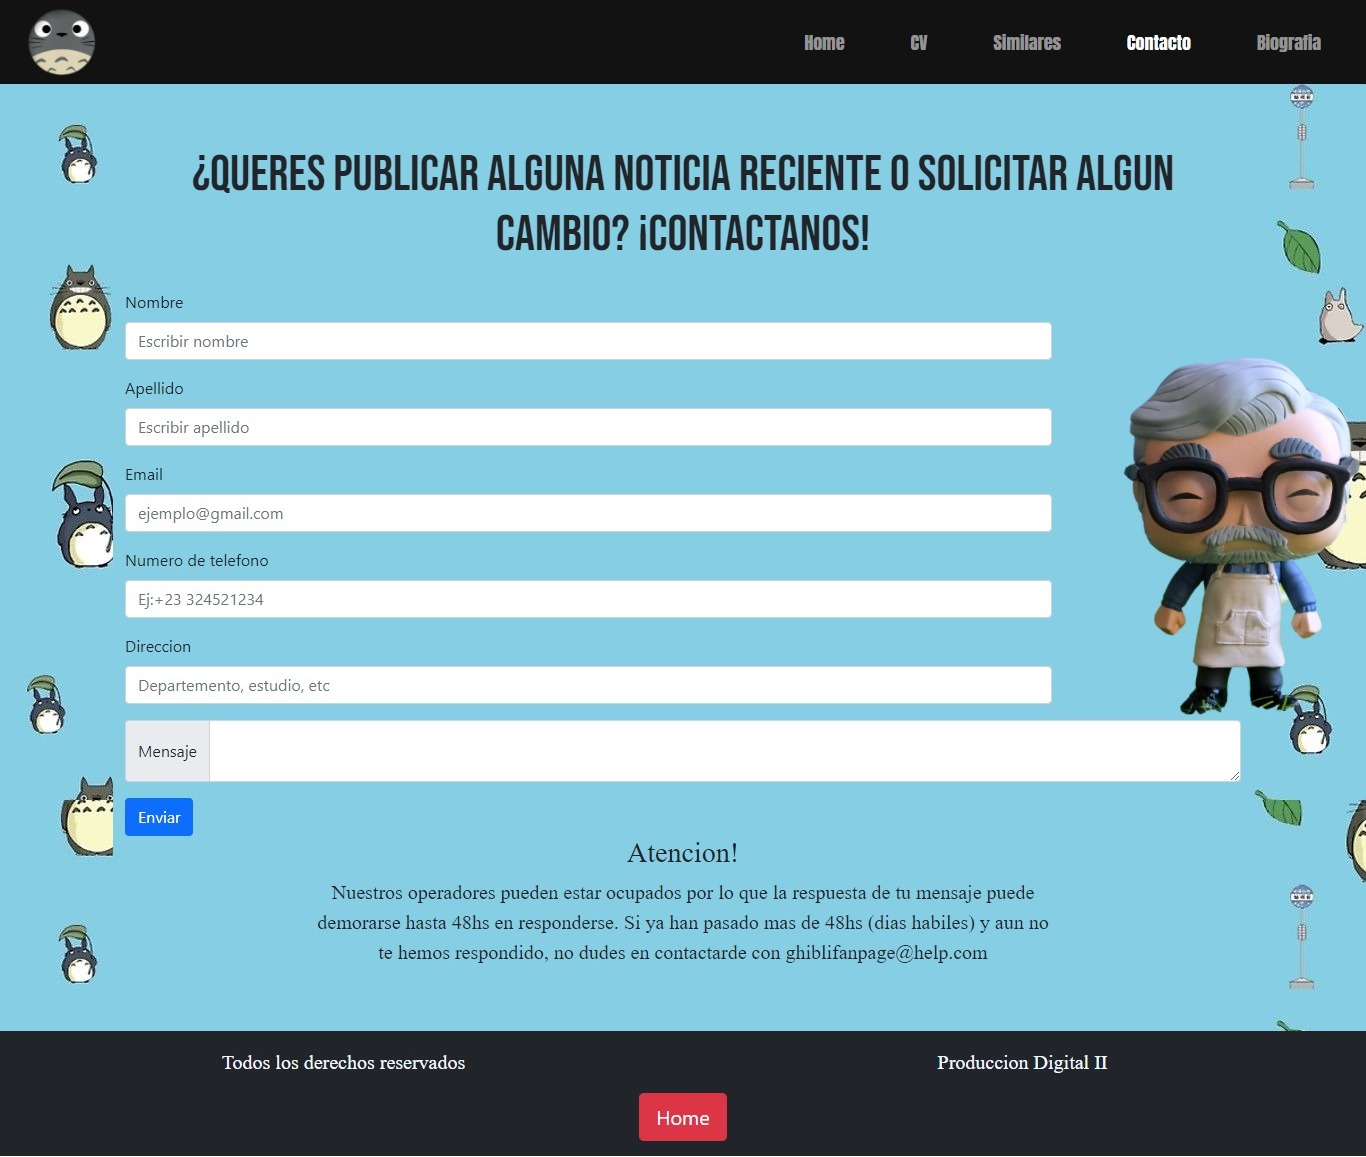 Home
CV
Similares
Contacto
Biografia
¿QUERES PUBLICAR ALGUNA NOTICIA RECIENTE O SOLICITAR ALGUN
CAMBIO? ¡CONTACTANOS!
Nombre
Escribir nombre
Apellido
Escribir apellido
Email
ejemplo@gmail.com
Numero de telefono
Ej:+23 324521234
Direccion
Departemento, estudio, etc
Mensaje
Enviar
Atencion!
Nuestros operadores pueden estar ocupados por lo que la respuesta de tu mensaje puede
demorarse hasta 48hs en responderse. Si ya han pasado mas de 48hs (dias habiles) y aun no
te hemos respondido, no dudes en contactarde con ghiblifanpage@help.com
Todos los derechos reservados
Produccion Digital II
Home